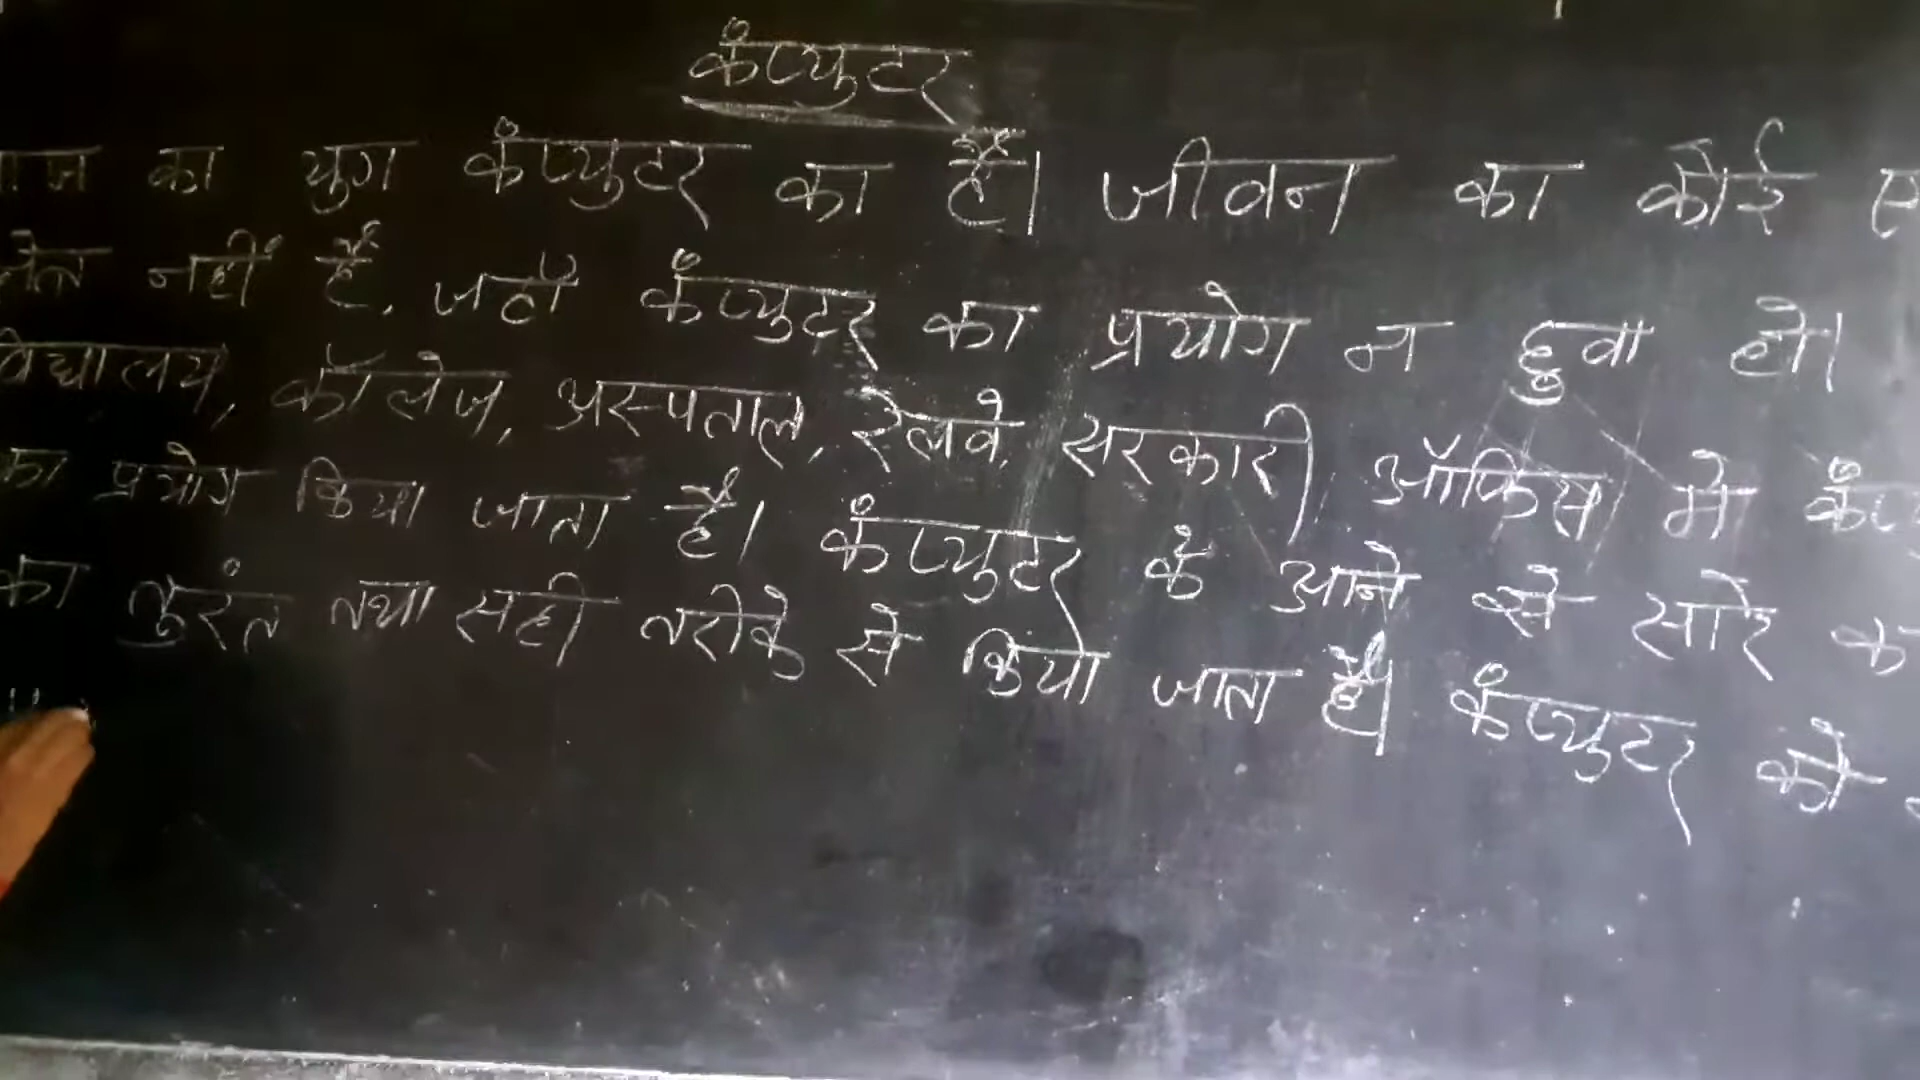 कंप्युटर
का युग कंप्युटर का है। जीवन का कोई
नहीं है, जहाँ कंप्युटर का प्रयोग न हुवा हो।
विद्यालय, कॉलेज, अस्पताल, रेलवे, सरकारी ऑफिस मे
का प्रयोग किया जाता है। कंप्युटर के आने से सारे
का तुरंत तथा सही तरीके से किया जाता है। कंप्युटर को